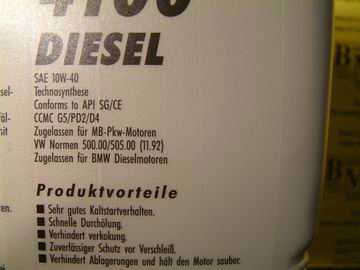 4100
DIESEL
SAE 10W-40
Technosynthese
Conforms to API SG/CE
CCMC G5/PD2/D4
Zugelassen für MB-Pkw-Motoren
VW Normen 500.00/505.00 (11.92)
Zugelassen für BMW Dieselmotoren
Produktvorteile
■ Sehr gutes Kaltstartverhalten.
■ Schnelle Durchölung.
■ Verhindert verkokung.
■ Zuverlässiger Schutz vor Verschleiß.
■ Verhindert Ablagerungen und hält den Motor sauber.